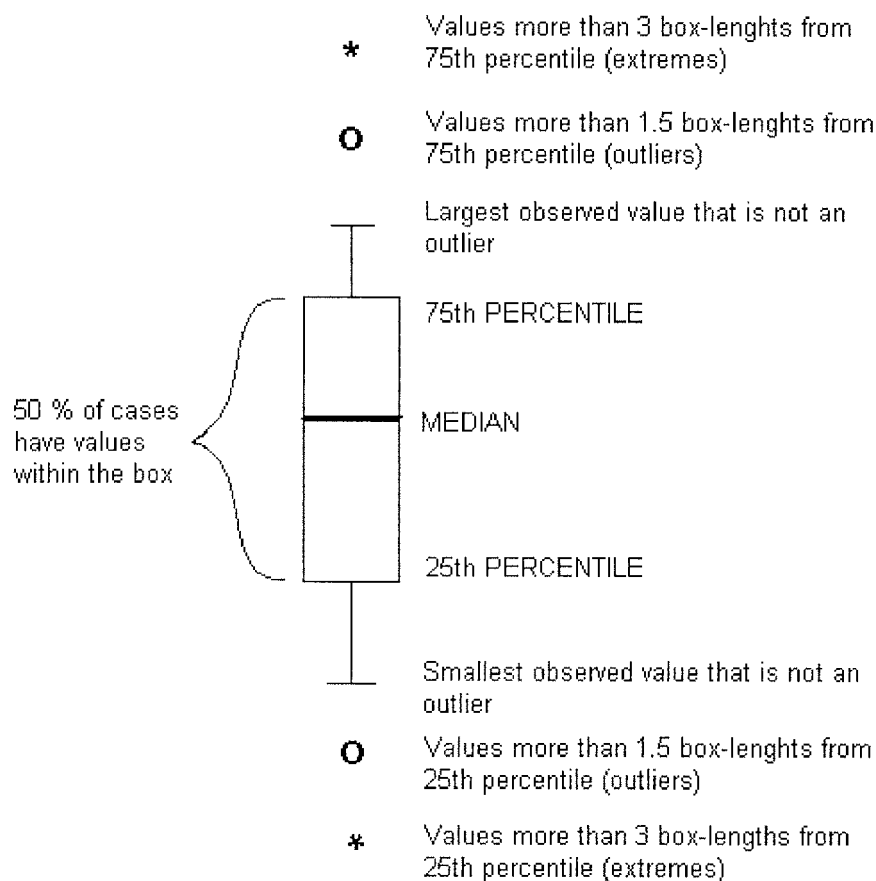 Values more than 3 box-lenghts from
75th percentile (extremes)
*
Values more than 1.5 box-lenghts from
75th percentile (outliers)
O
Largest observed value that is not an
outlier
75th PERCENTILE
50 % of cases
have values
within the box
MEDIAN
25th PERCENTILE
Smallest observed value that is not an
outlier
O
Values more than 1.5 box-lenghts from
25th percentile (outliers)
*
Values more than 3 box-lengths from
25th percentile (extremes)